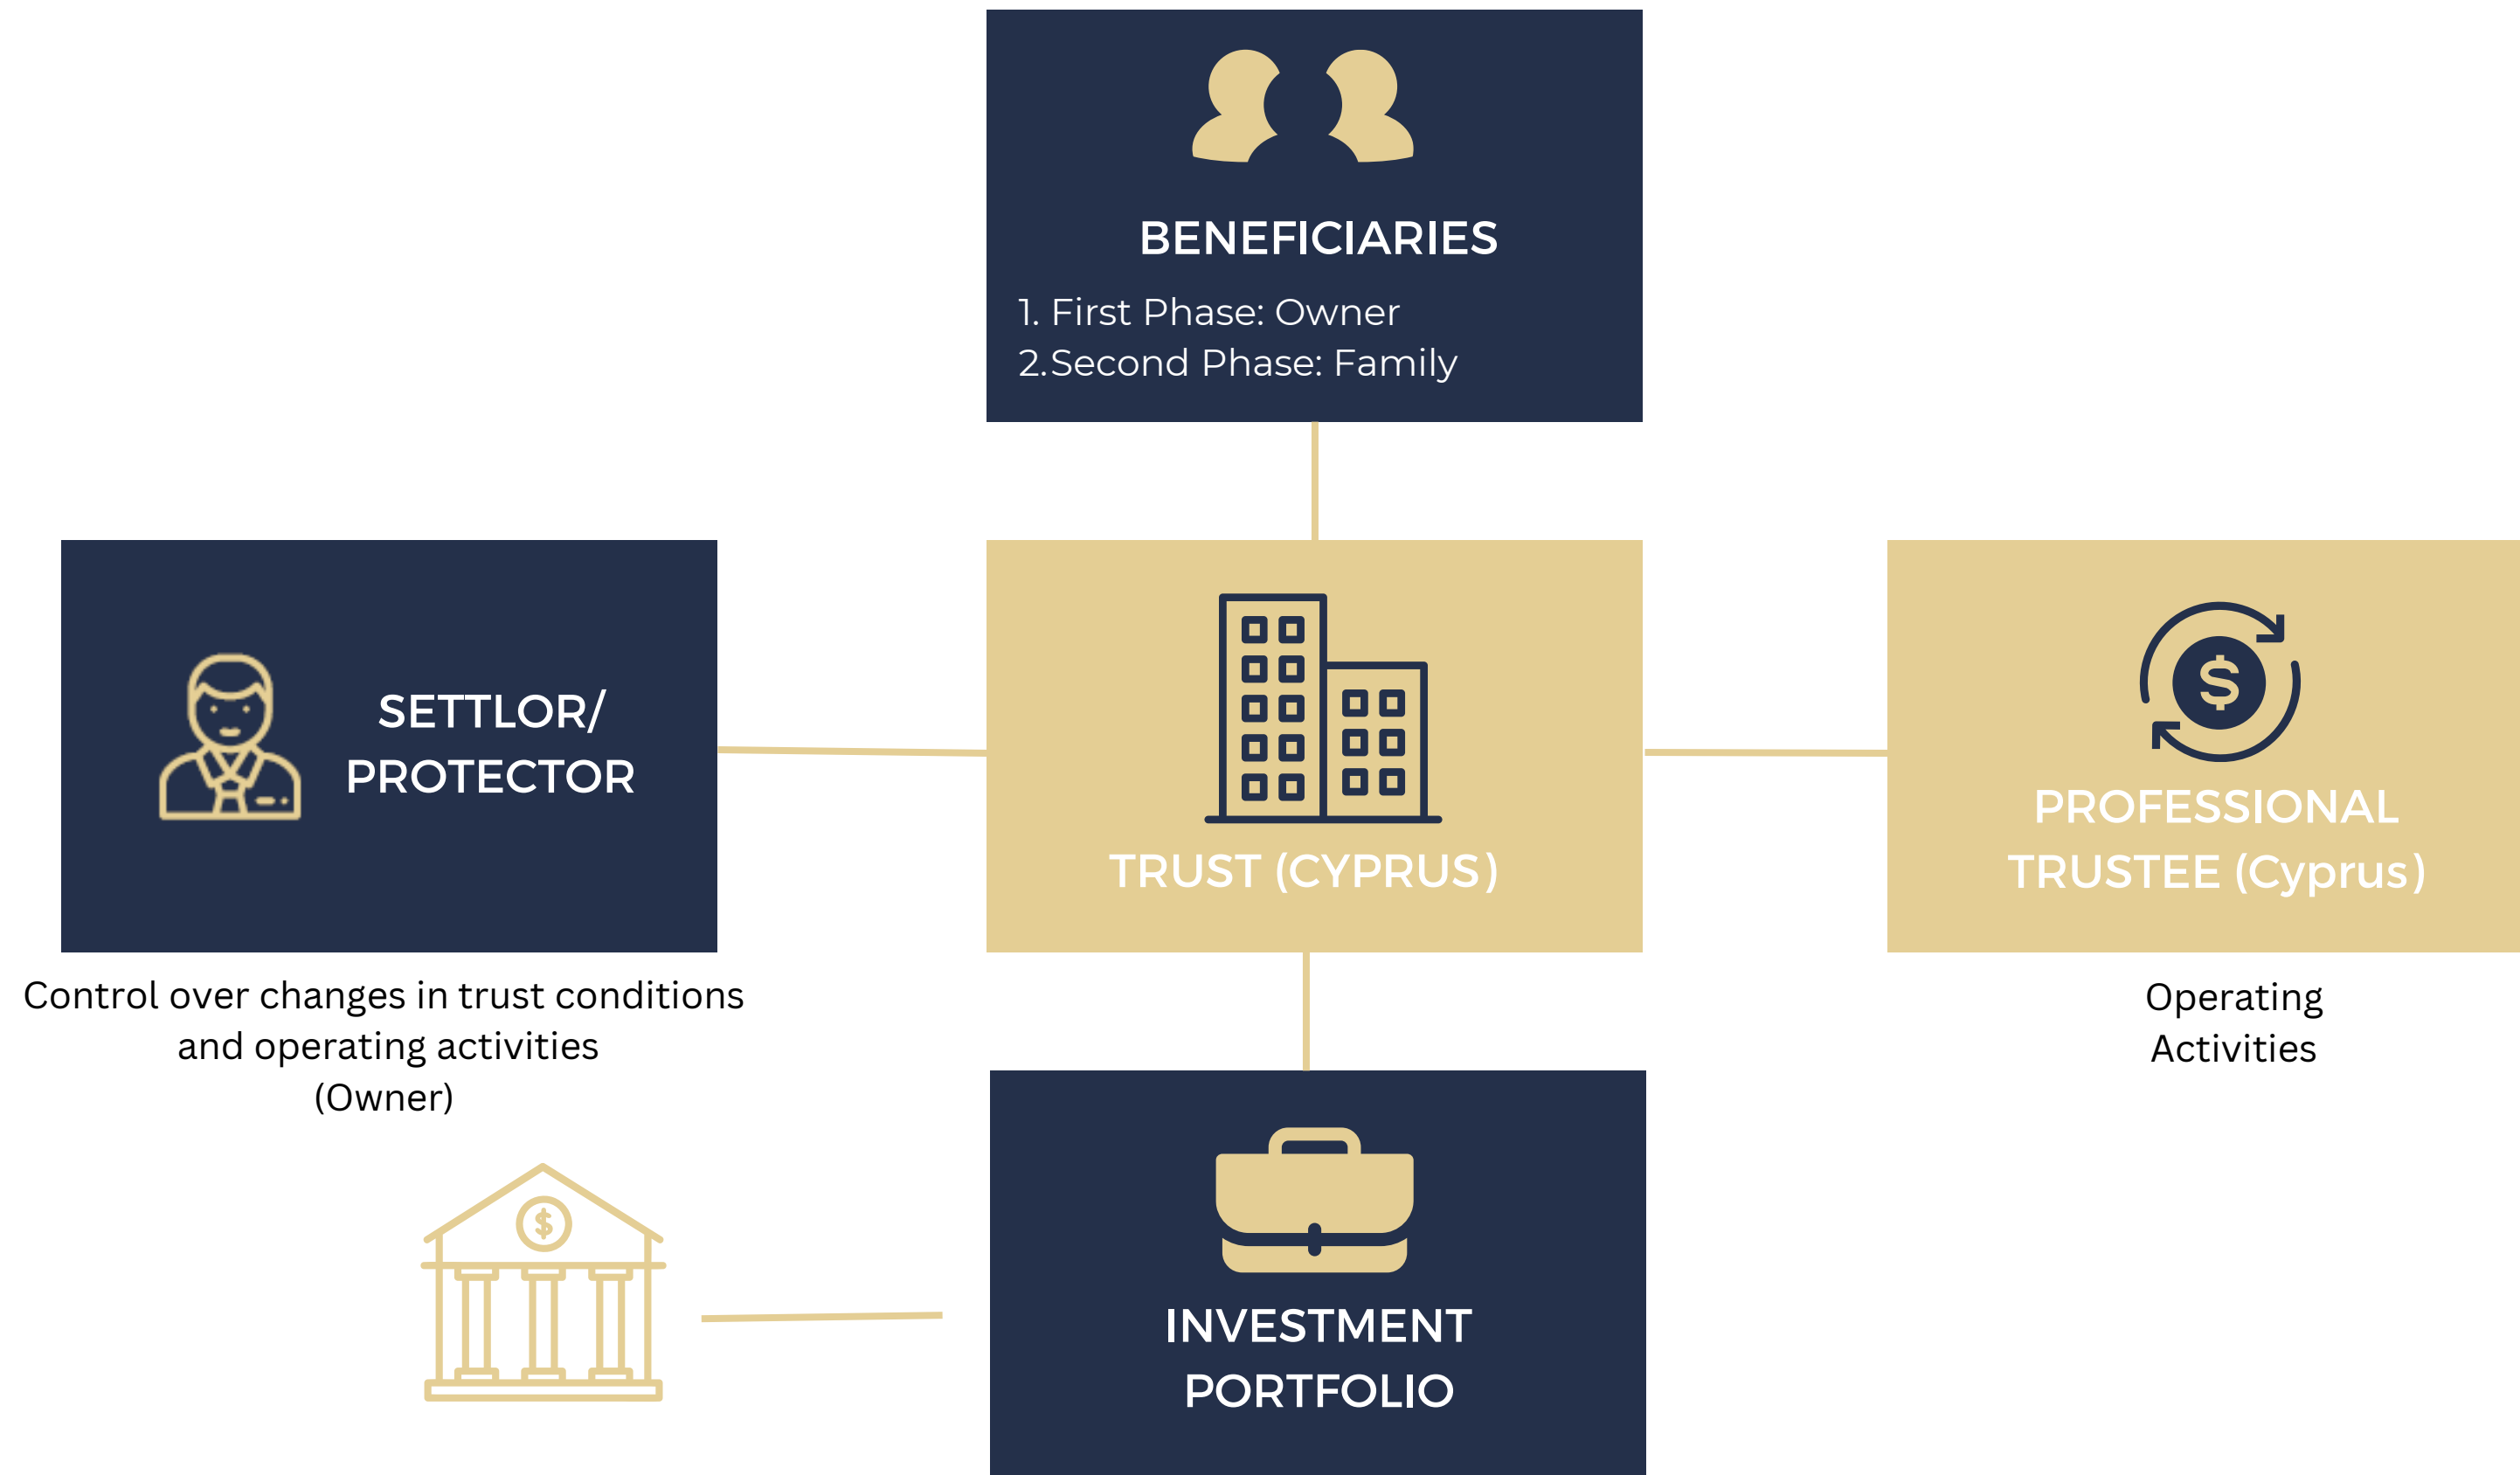 BENEFICIARIES
1. First Phase: Owner
2. Second Phase: Family
SETTLOR/
PROTECTOR
TRUST (CYPRUS)
PROFESSIONAL
TRUSTEE (Cyprus)
Control over changes in trust conditions
and operating activities
(Owner)
Operating
Activities
$
$
INVESTMENT
PORTFOLIO